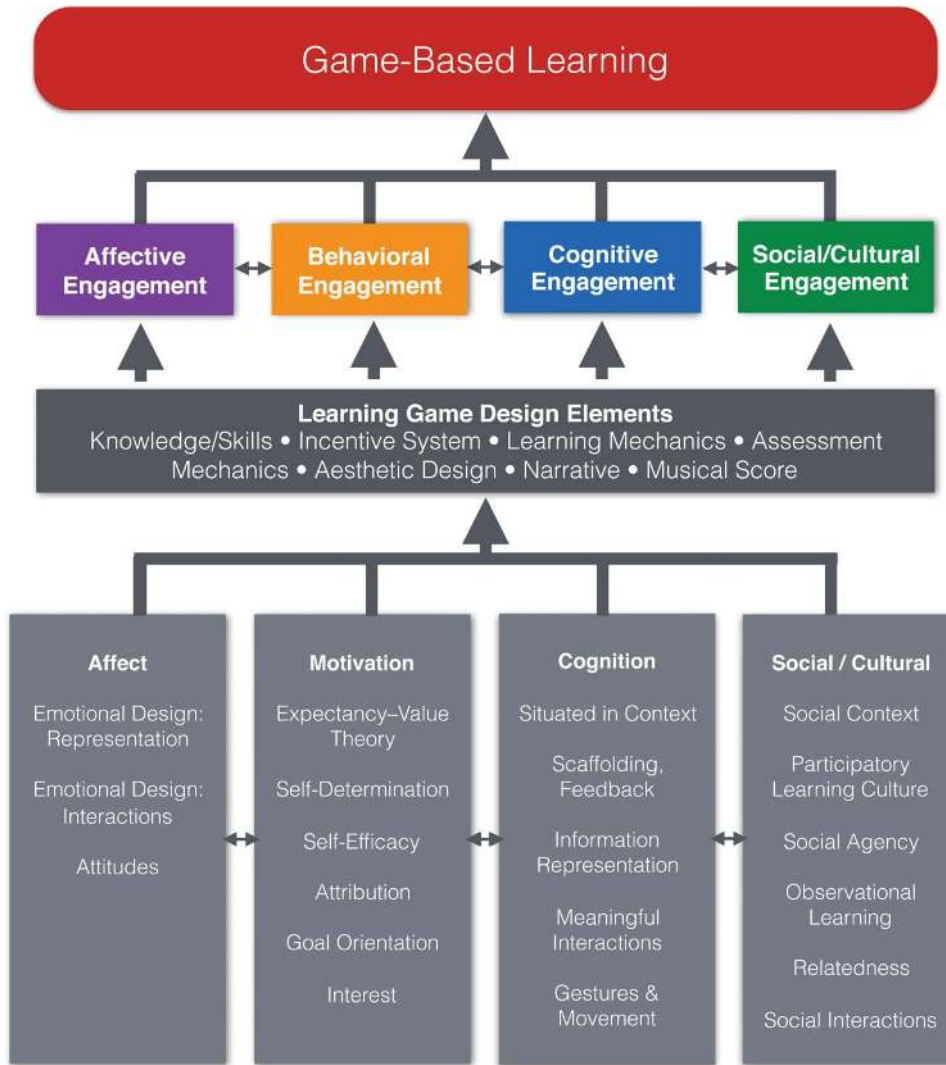 Game-Based Learning
Affective
Engagement
Behavioral
Engagement
Cognitive
Engagement
Social/Cultural
Engagement
Learning Game Design Elements
Knowledge/Skills • Incentive System • Learning Mechanics • Assessment
Mechanics • Aesthetic Design • Narrative • Musical Score
Affect
Emotional Design:
Representation
Emotional Design:
Interactions
Attitudes
Motivation
Expectancy–Value
Theory
Self-Determination
Self-Efficacy
Attribution
Goal Orientation
Interest
Cognition
Situated in Context
Scaffolding,
Feedback
Information
Representation
Meaningful
Interactions
Gestures &
Movement
Social / Cultural
Social Context
Participatory
Learning Culture
Social Agency
Observational
Learning
Relatedness
Social Interactions